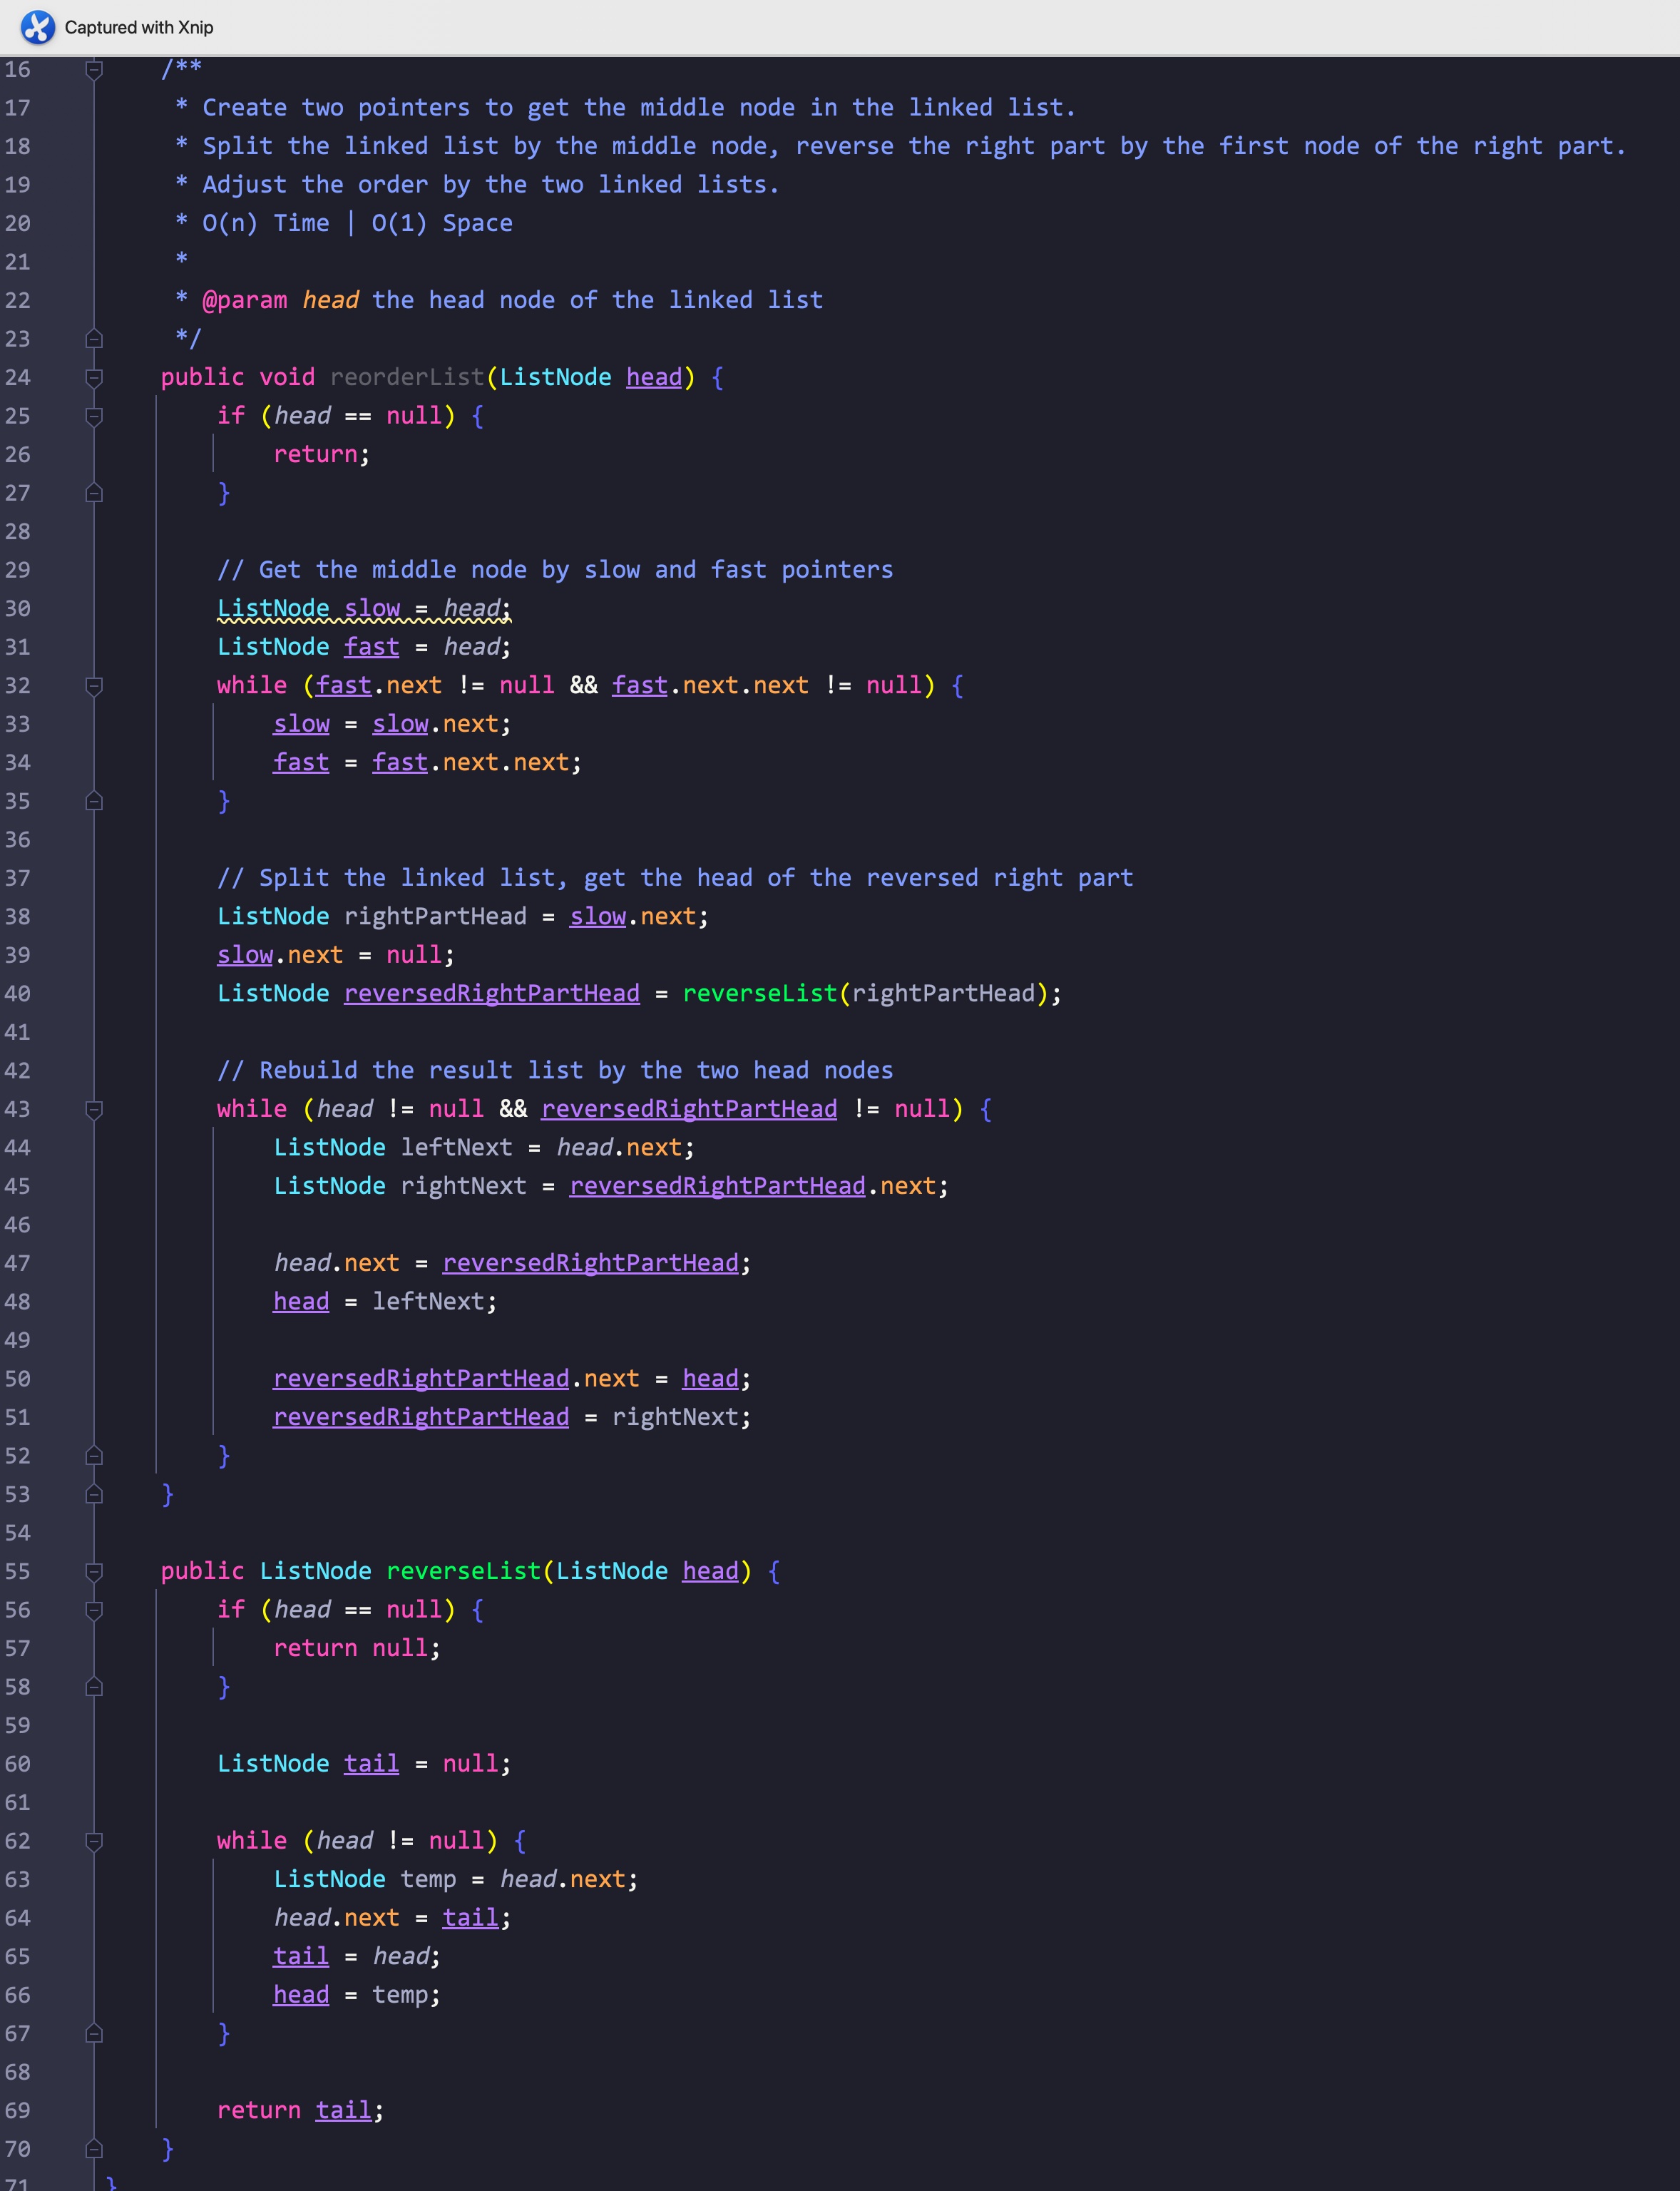 Captured with Xnip
16 /**
17 * Create two pointers to get the middle node in the linked list.
18 * Split the linked list by the middle node, reverse the right part by the first node of the right part.
19 * Adjust the order by the two linked lists.
20 * O(n) Time | O(1) Space
21 *
22 * @param head the head node of the linked list
23 */
24 public void reorderList(ListNode head) {
25 if (head == null) {
26 return;
27 }
28
29 // Get the middle node by slow and fast pointers
30 ListNode slow = head;
31 ListNode fast = head;
32 while (fast.next != null && fast.next.next != null) {
33 slow = slow.next;
34 fast = fast.next.next;
35 }
36
37 // Split the linked list, get the head of the reversed right part
38 ListNode rightPartHead = slow.next;
39 slow.next = null;
40 ListNode reversedRightPartHead = reverseList(rightPartHead);
41
42 // Rebuild the result list by the two head nodes
43 while (head != null && reversedRightPartHead != null) {
44 ListNode leftNext = head.next;
45 ListNode rightNext = reversedRightPartHead.next;
46
47 head.next = reversedRightPartHead;
48 head = leftNext;
49
50 reversedRightPartHead.next = head;
51 reversedRightPartHead = rightNext;
52 }
53 }
54
55 public ListNode reverseList(ListNode head) {
56 if (head == null) {
57 return null;
58 }
59
60 ListNode tail = null;
61
62 while (head != null) {
63 ListNode temp = head.next;
64 head.next = tail;
65 tail = head;
66 head = temp;
67 }
68
69 return tail;
70 }
71 }